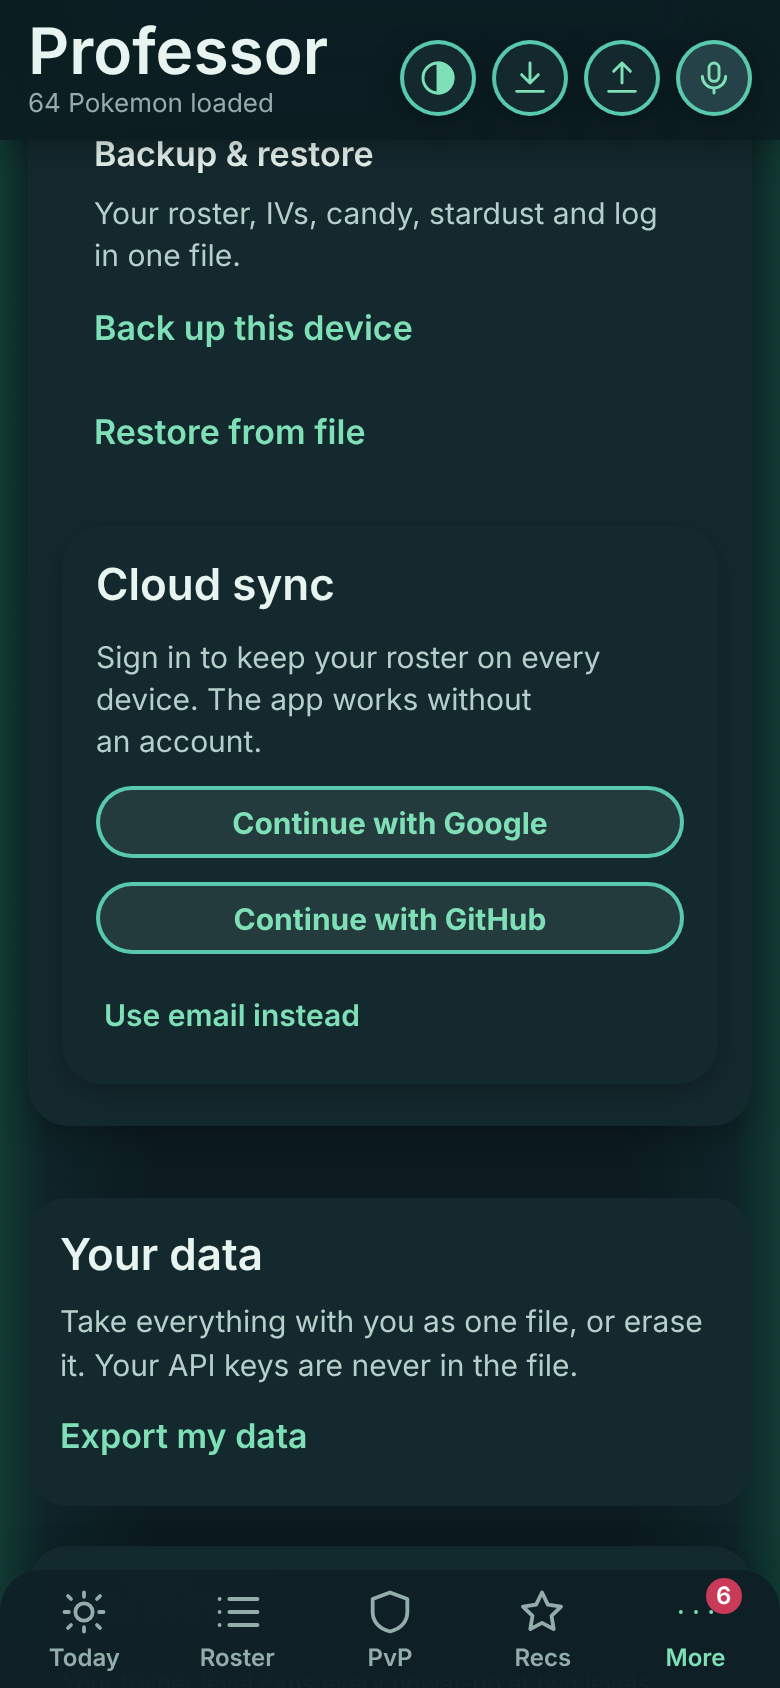 Professor
64 Pokemon loaded
Backup & restore
Your roster, IVs, candy, stardust and log
in one file.
Back up this device
Restore from file
Cloud sync
Sign in to keep your roster on every
device. The app works without
an account.
Continue with Google
Continue with GitHub
Use email instead
Your data
Take everything with you as one file, or erase
it. Your API keys are never in the file.
Export my data
6
Today
Roster
PvP
Recs
More